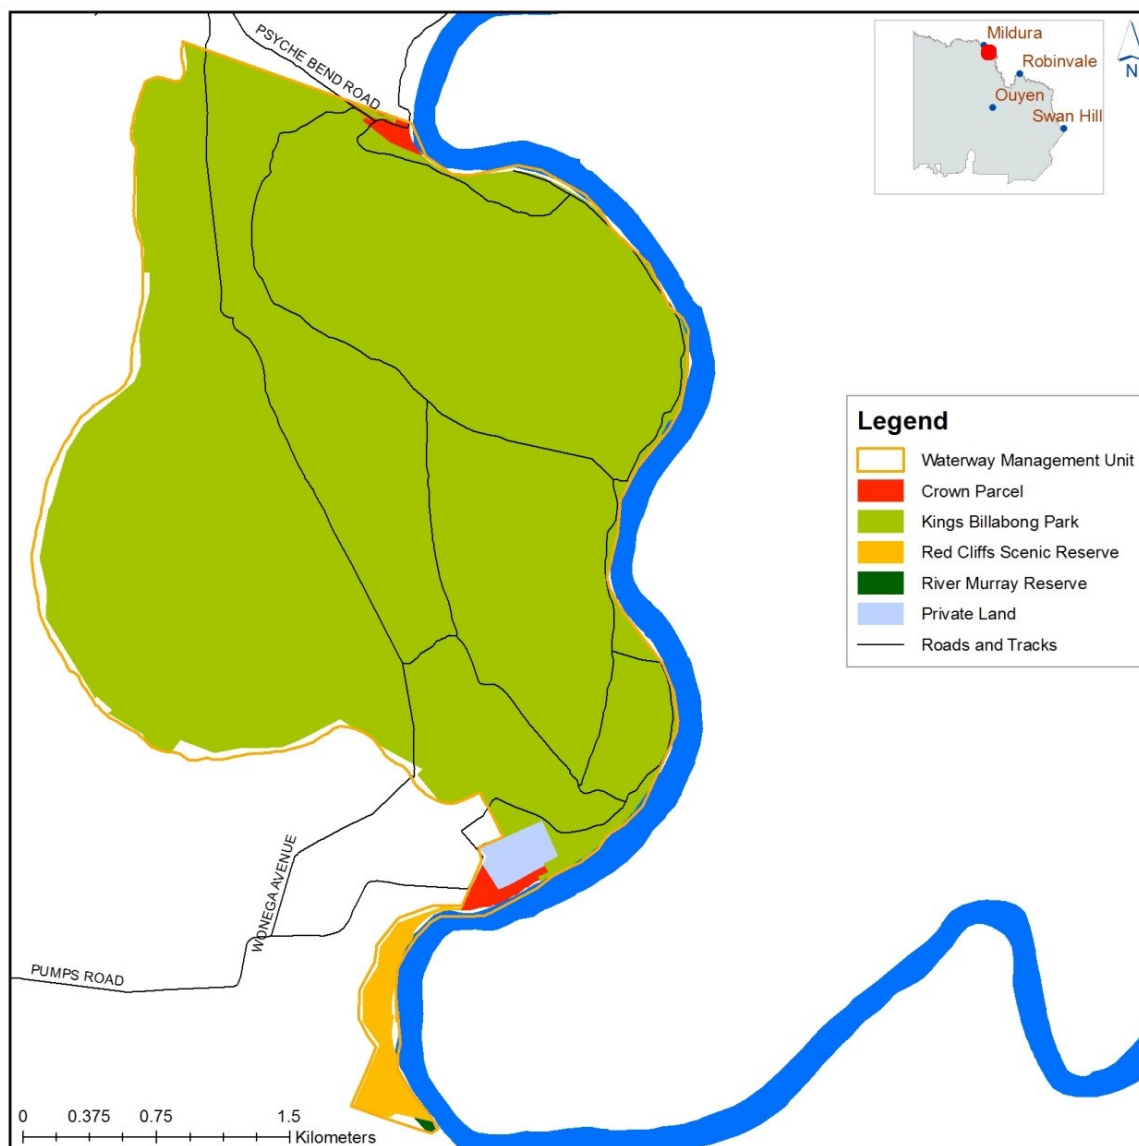 PSYCHE BEND ROAD
Mildura
Robinvale
Ouyen
Swan Hill
N
Legend
Waterway Management Unit
Crown Parcel
Kings Billabong Park
Red Cliffs Scenic Reserve
River Murray Reserve
Private Land
Roads and Tracks
WONEGA AVENUE
PUMPS ROAD
0 0.375 0.75 1.5
Kilometers